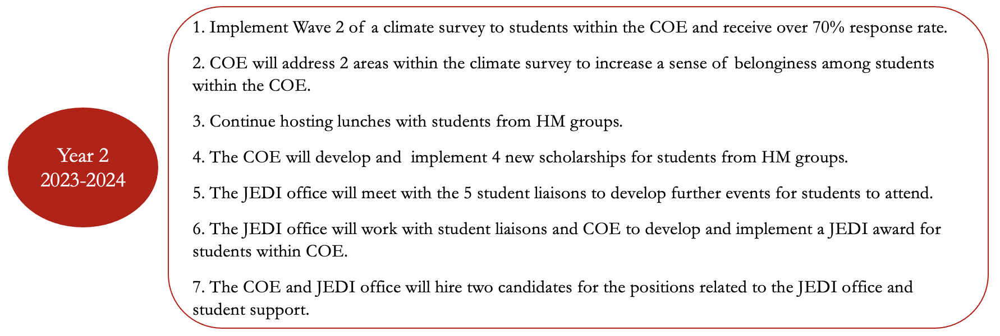 Year 2
2023-2024
1. Implement Wave 2 of a climate survey to students within the COE and receive over 70% response rate.
2. COE will address 2 areas within the climate survey to increase a sense of belonginess among students
within the COE.
3. Continue hosting lunches with students from HM groups.
4. The COE will develop and  implement 4 new scholarships for students from HM groups.
5. The JEDI office will meet with the 5 student liaisons to develop further events for students to attend.
6. The JEDI office will work with student liaisons and COE to develop and implement a JEDI award for
students within COE.
7. The COE and JEDI office will hire two candidates for the positions related to the JEDI office and
student support.